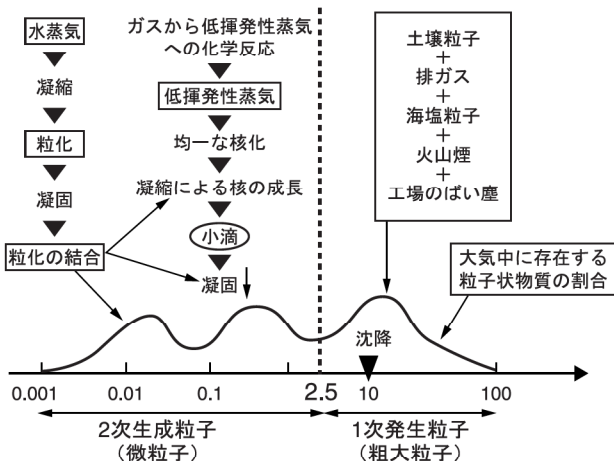 水蒸気
凝縮
粒化
凝固
粒化の結合
ガスから低揮発性蒸気
への化学反応
低揮発性蒸気
均一な核化
凝縮による核の成長
小滴
凝固
土壌粒子
+
排ガス
+
海塩粒子
+
火山煙
+
工場のばい塵
大気中に存在する
粒子状物質の割合
沈降
0.001
0.01
0.1
2.5
10
100
2次生成粒子
(微粒子)
1次発生粒子
(粗大粒子)